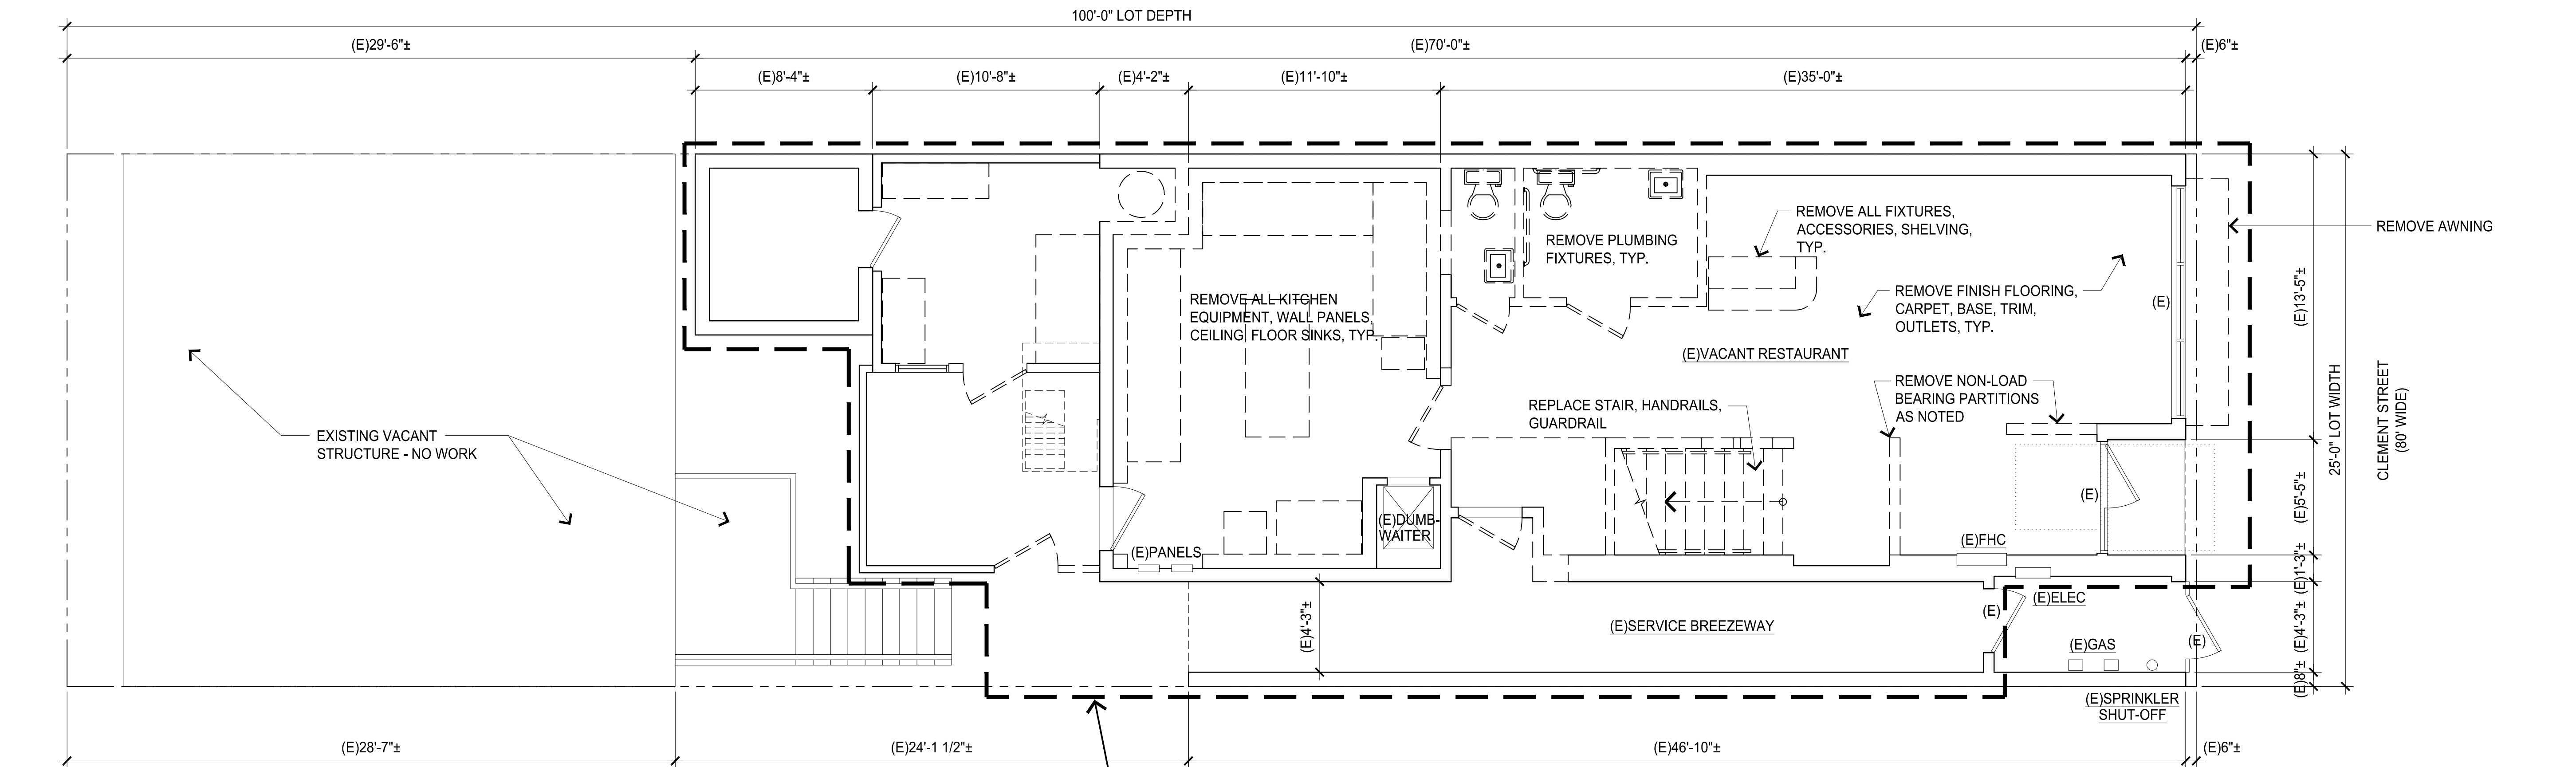 100'-0" LOT DEPTH
(E)29'-6"±
(E)70'-0"±
(E)6"±
(E)8'-4"±
(E)10'-8"±
(E)4'-2"±
(E)11'-10"±
(E)35'-0"±
REMOVE ALL FIXTURES,
ACCESSORIES, SHELVING,
TYP.
REMOVE AWNING
REMOVE PLUMBING
FIXTURES, TYP.
REMOVE ALL KITCHEN
EQUIPMENT, WALL PANELS,
CEILING, FLOOR SINKS, TYP.
REMOVE FINISH FLOORING,
CARPET, BASE, TRIM,
OUTLETS, TYP.
(E)
(E)13'-5"±
(E)VACANT RESTAURANT
REMOVE NON-LOAD
BEARING PARTITIONS
AS NOTED
REPLACE STAIR, HANDRAILS,
GUARDRAIL
25'-0" LOT WIDTH
CLEMENT STREET
(80' WIDE)
EXISTING VACANT
STRUCTURE - NO WORK
(E)
(E)5'-5"±
(E)DUMB-
WAITER
(E)PANELS
(E)FHC
(E)1'-3"±
(E)ELEC
(E)
(E)4'-3"±
(E)SERVICE BREEZEWAY
(E)4'-3"±
(E)GAS
(E)
(E)8"±
(E)SPRINKLER
SHUT-OFF
(E)28'-7"±
(E)24'-1 1/2"±
(E)46'-10"±
(E)6"±